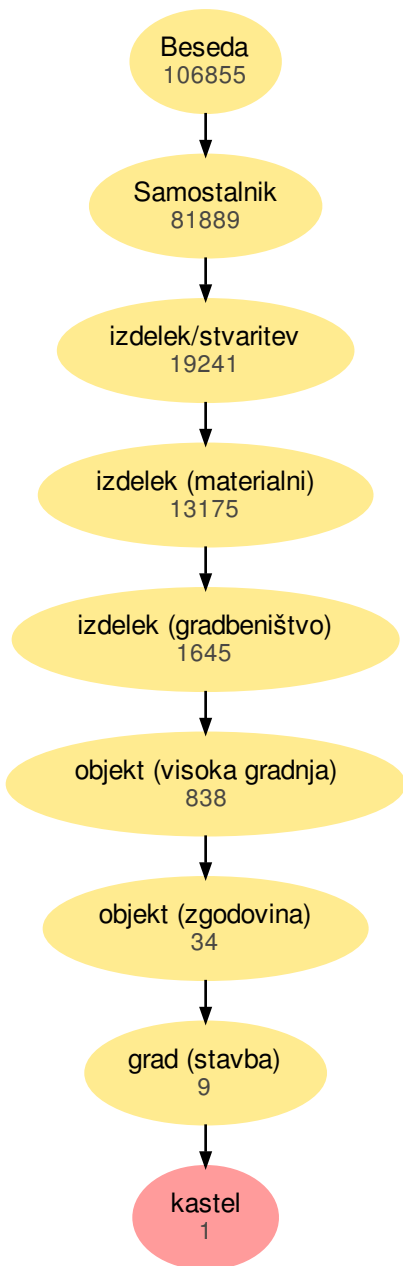 Beseda
106855
Samostalnik
81889
izdelek/stvaritev
19241
izdelek (materialni)
13175
izdelek (gradbeništvo)
1645
objekt (visoka gradnja)
838
objekt (zgodovina)
34
grad (stavba)
9
kastel
1